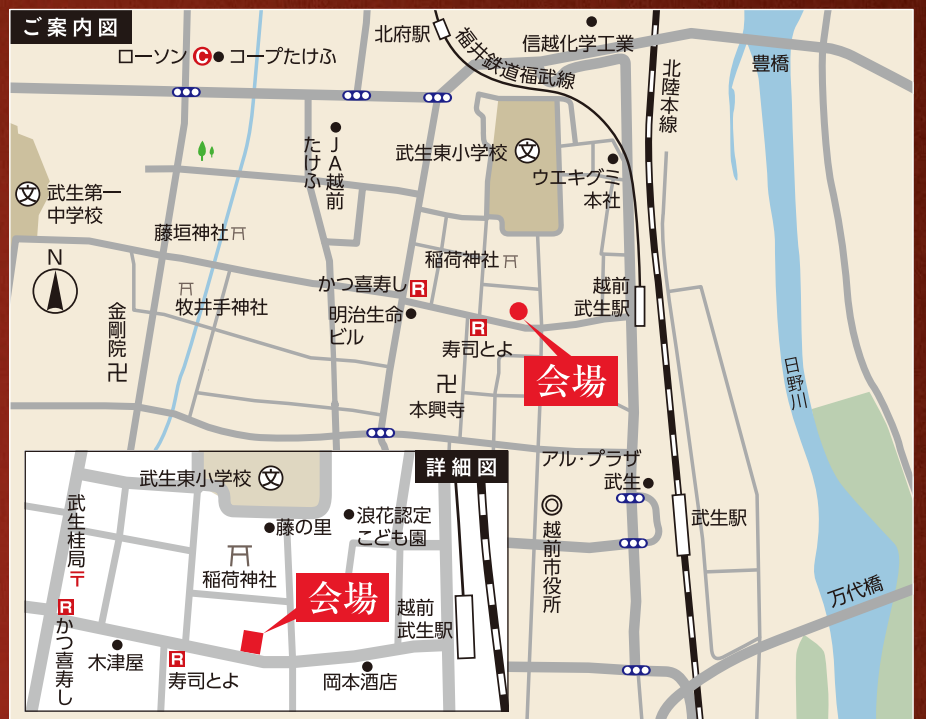 ご案内図
北府駅
信越化学工業
ローソン
C
コープたけふ
福井鉄道福武線
北陸本線
豊橋
JA越前
たけふ
武生東小学校
文
ウエキグミ
本社
文
武生第一
中学校
藤垣神社
稲荷神社
N
牧井手神社
かつ喜寿し
R
越前
武生駅
金剛院
卍
明治生命
ビル
R
寿司とよ
会場
日野川
卍
本興寺
アル・プラザ
武生
武生駅
越前市役所
万代橋
詳細図
武生東小学校
文
武生桂局
〒
藤の里
浪花認定
こども園
稲荷神社
会場
越前
武生駅
R
かつ喜寿し
木津屋
R
寿司とよ
岡本酒店